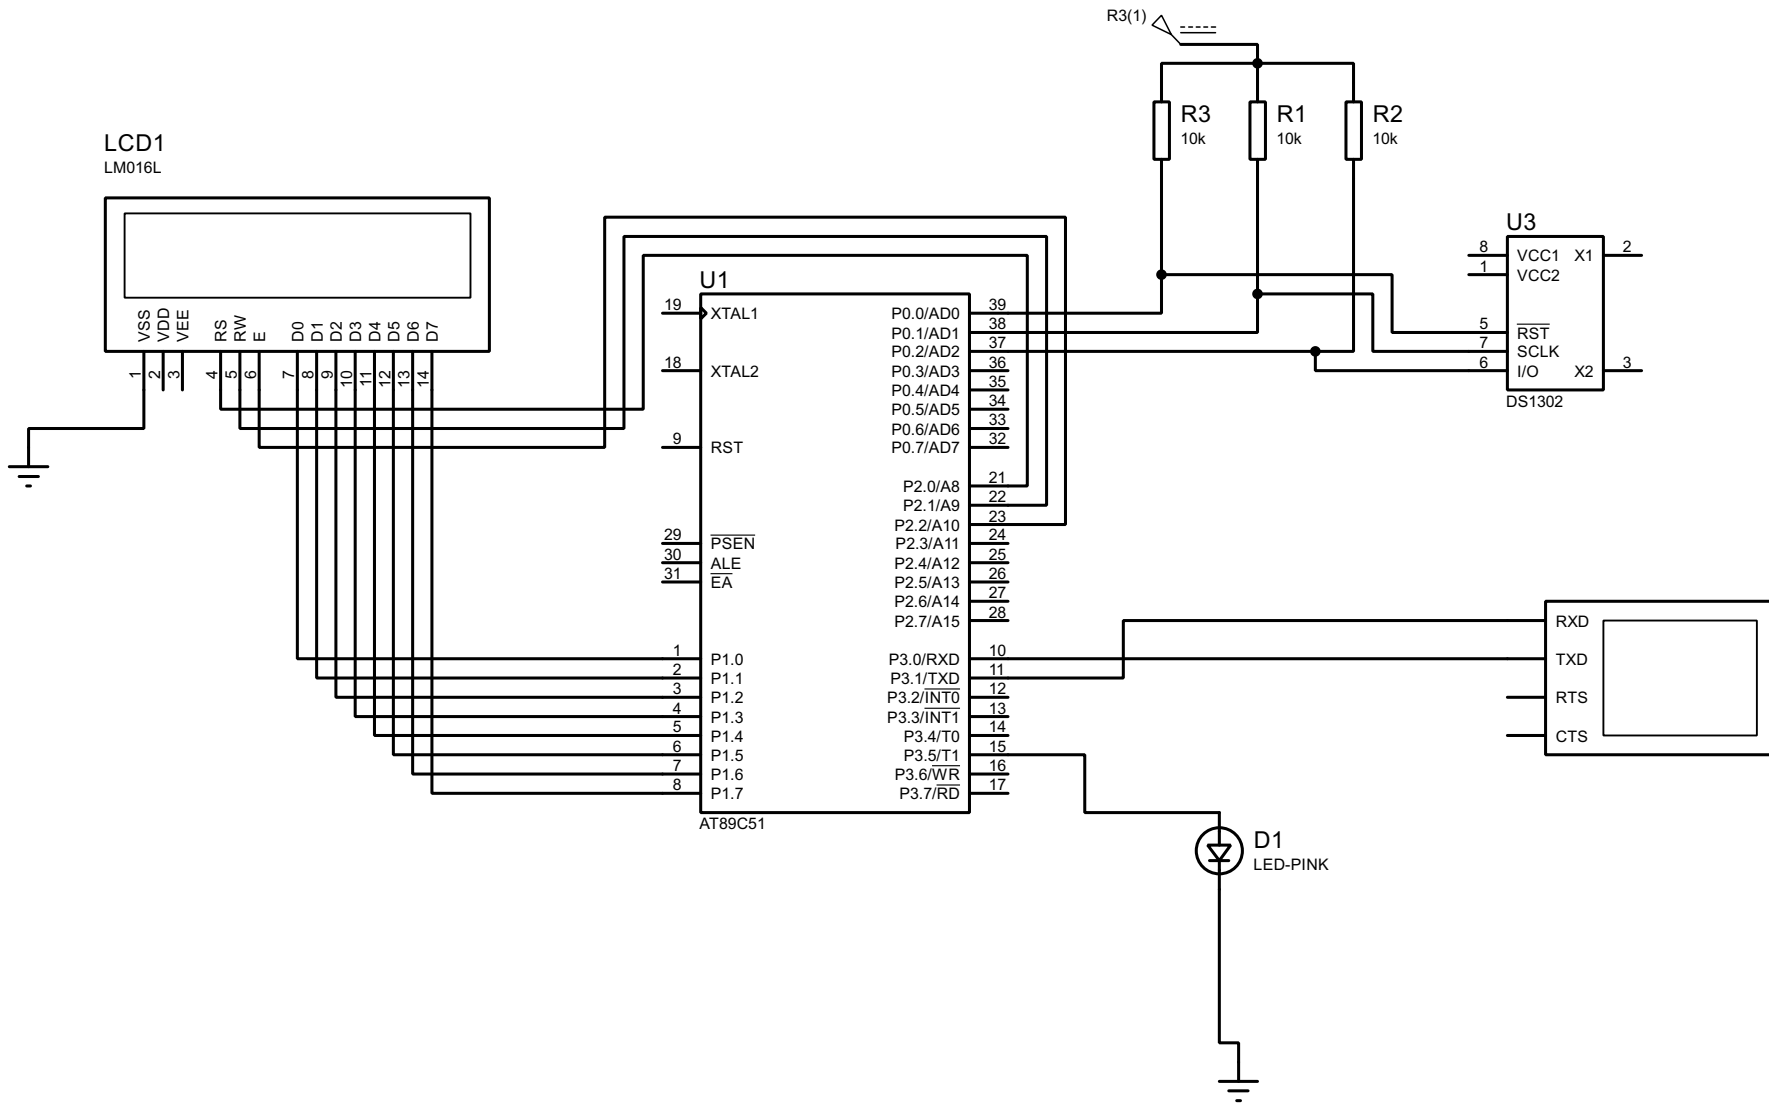 R3(1)
R3
10k
R1
10k
R2
10k
LCD1
LM016L
VSS
VDD
VEE
RS
RW
E
D0
D1
D2
D3
D4
D5
D6
D7
1
2
3
4
5
6
7
8
9
10
11
12
13
14
U1
19 XTAL1
18 XTAL2
9 RST
29 PSEN
30 ALE
31 EA
1 P1.0
2 P1.1
3 P1.2
4 P1.3
5 P1.4
6 P1.5
7 P1.6
8 P1.7
P0.0/AD0 39
P0.1/AD1 38
P0.2/AD2 37
P0.3/AD3 36
P0.4/AD4 35
P0.5/AD5 34
P0.6/AD6 33
P0.7/AD7 32
P2.0/A8 21
P2.1/A9 22
P2.2/A10 23
P2.3/A11 24
P2.4/A12 25
P2.5/A13 26
P2.6/A14 27
P2.7/A15 28
P3.0/RXD 10
P3.1/TXD 11
P3.2/INT0 12
P3.3/INT1 13
P3.4/T0 14
P3.5/T1 15
P3.6/WR 16
P3.7/RD 17
AT89C51
U3
8 VCC1 X1 2
1 VCC2
5 RST
7 SCLK
6 I/O X2 3
DS1302
RXD
TXD
RTS
CTS
D1
LED-PINK